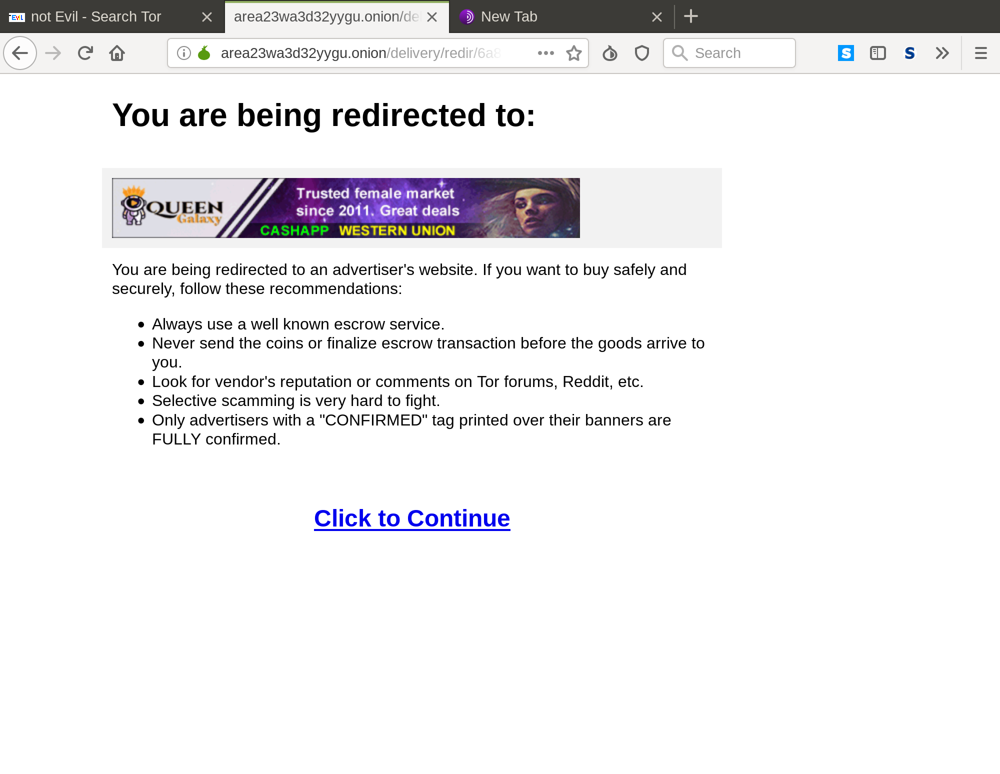 not Evil - Search Tor
area23wa3d32yygu.onion/del
New Tab
area23wa3d32yygu.onion/delivery/redir/6a8
Search
You are being redirected to:
QUEEN
Galaxy
Trusted female market
since 2011. Great deals
CASHAPP WESTERN UNION
You are being redirected to an advertiser's website. If you want to buy safely and
securely, follow these recommendations:
Always use a well known escrow service.
Never send the coins or finalize escrow transaction before the goods arrive to
you.
Look for vendor's reputation or comments on Tor forums, Reddit, etc.
Selective scamming is very hard to fight.
Only advertisers with a "CONFIRMED" tag printed over their banners are
FULLY confirmed.
Click to Continue